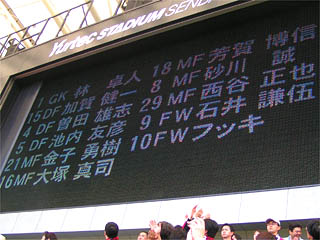 Yurtec STADIUM SENDAI
1 GK 林 卓人 18 MF 芳賀 博信
15 DF 加賀 健一 8 MF 砂川 誠
4 DF 曽田 雄志 29 MF 西谷 正也
5 DF 池内 友彦 9 FW 石井 謙伍
21 MF 金子 勇樹 10 FW フッキ
16 MF 大塚 真司